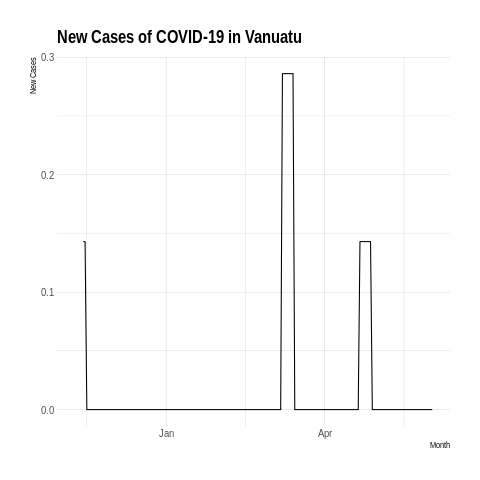 New Cases of COVID-19 in Vanuatu
New Cases
0.3
0.2
0.1
0.0
Jan
Apr
Month